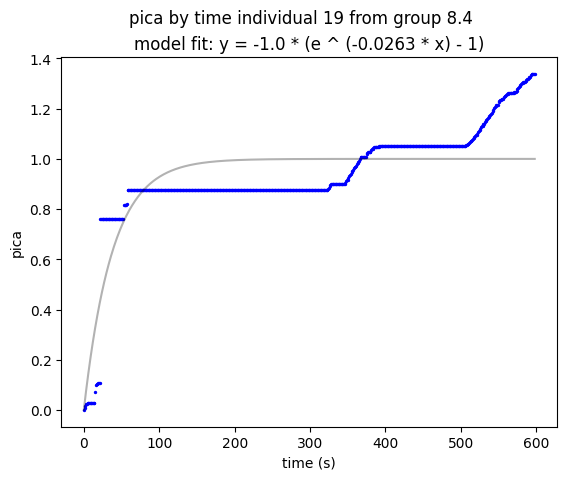 pica by time individual 19 from group 8.4
model fit: y = -1.0 * (e ^ (-0.0263 * x) - 1)
1.4
1.2
1.0
0.8
0.6
0.4
0.2
0.0
pica
0 100 200 300 400 500 600
time (s)